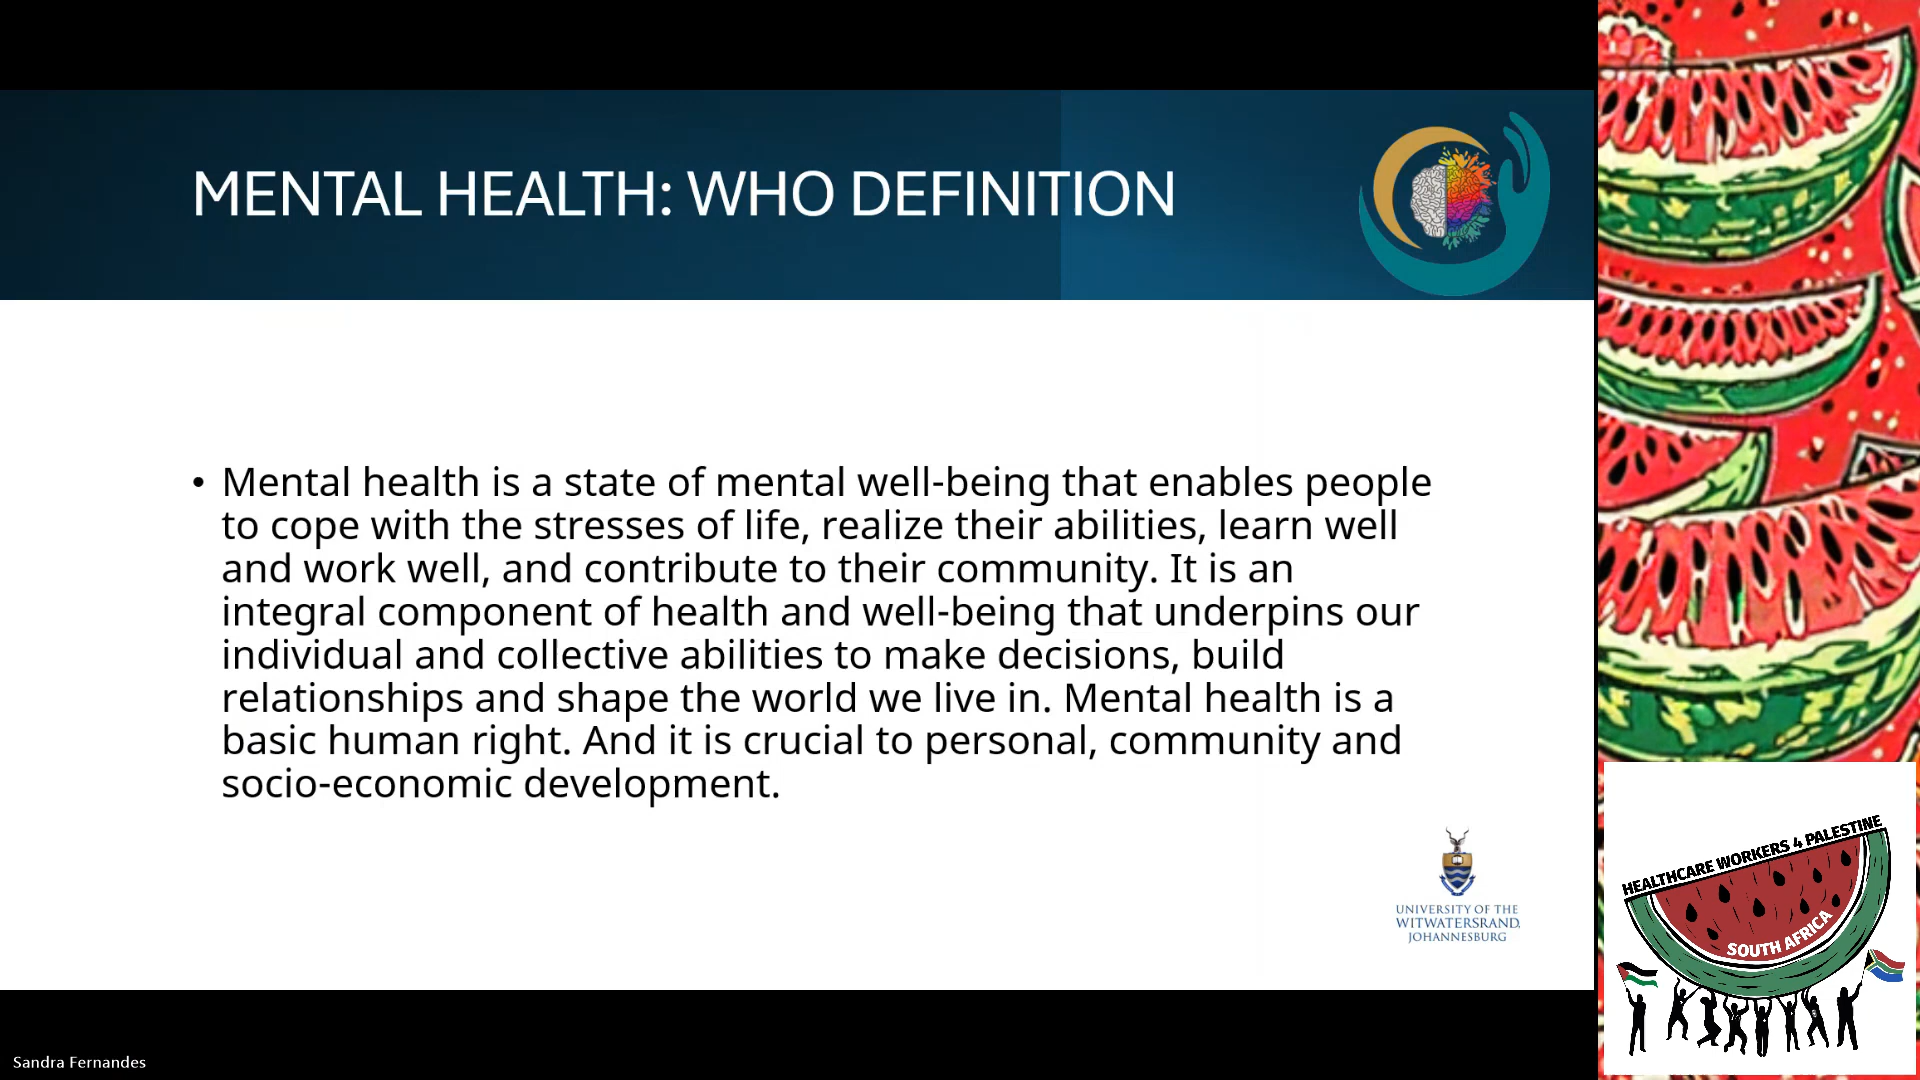 MENTAL HEALTH: WHO DEFINITION
• Mental health is a state of mental well-being that enables people
to cope with the stresses of life, realize their abilities, learn well
and work well, and contribute to their community. It is an
integral component of health and well-being that underpins our
individual and collective abilities to make decisions, build
relationships and shape the world we live in. Mental health is a
basic human right. And it is crucial to personal, community and
socio-economic development.
UNIVERSITY OF THE
WITWATERSRAND,
JOHANNESBURG
HEALTHCARE WORKERS 4 PALESTINE
SOUTH AFRICA
Sandra Fernandes